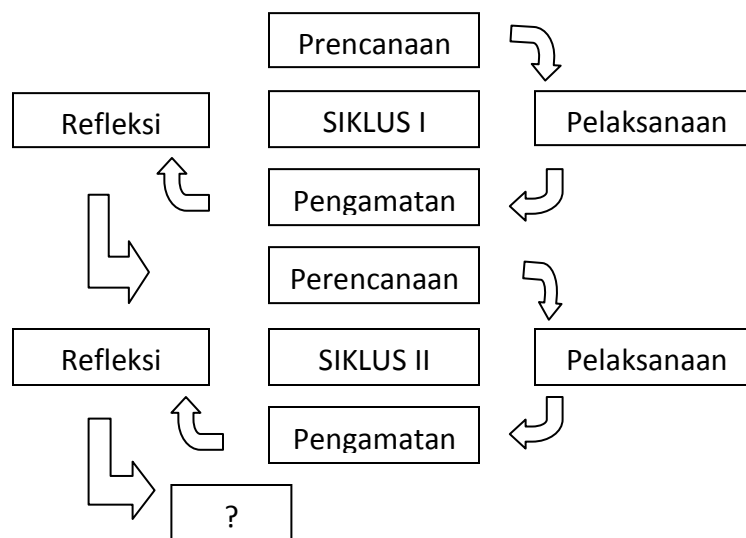 Prencanaan
Refleksi
SIKLUS I
Pelaksanaan
Pengamatan
Perencanaan
Refleksi
SIKLUS II
Pelaksanaan
Pengamatan
?